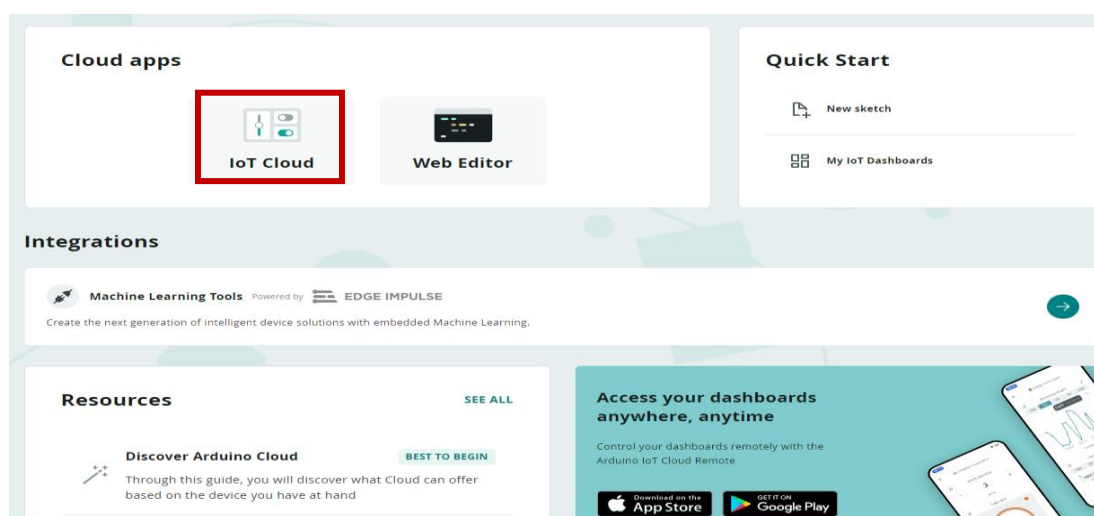 Cloud apps
IoT Cloud
Web Editor
Quick Start
New sketch
My IoT Dashboards
Integrations
Machine Learning Tools Powered by EDGE IMPULSE
Create the next generation of intelligent device solutions with embedded Machine Learning.
Resources
SEE ALL
Discover Arduino Cloud
BEST TO BEGIN
Through this guide, you will discover what Cloud can offer
based on the device you have at hand
Access your dashboards
anywhere, anytime
Control your dashboards remotely with the
Arduino IoT Cloud Remote
Download on the
App Store
GET IT ON
Google Play